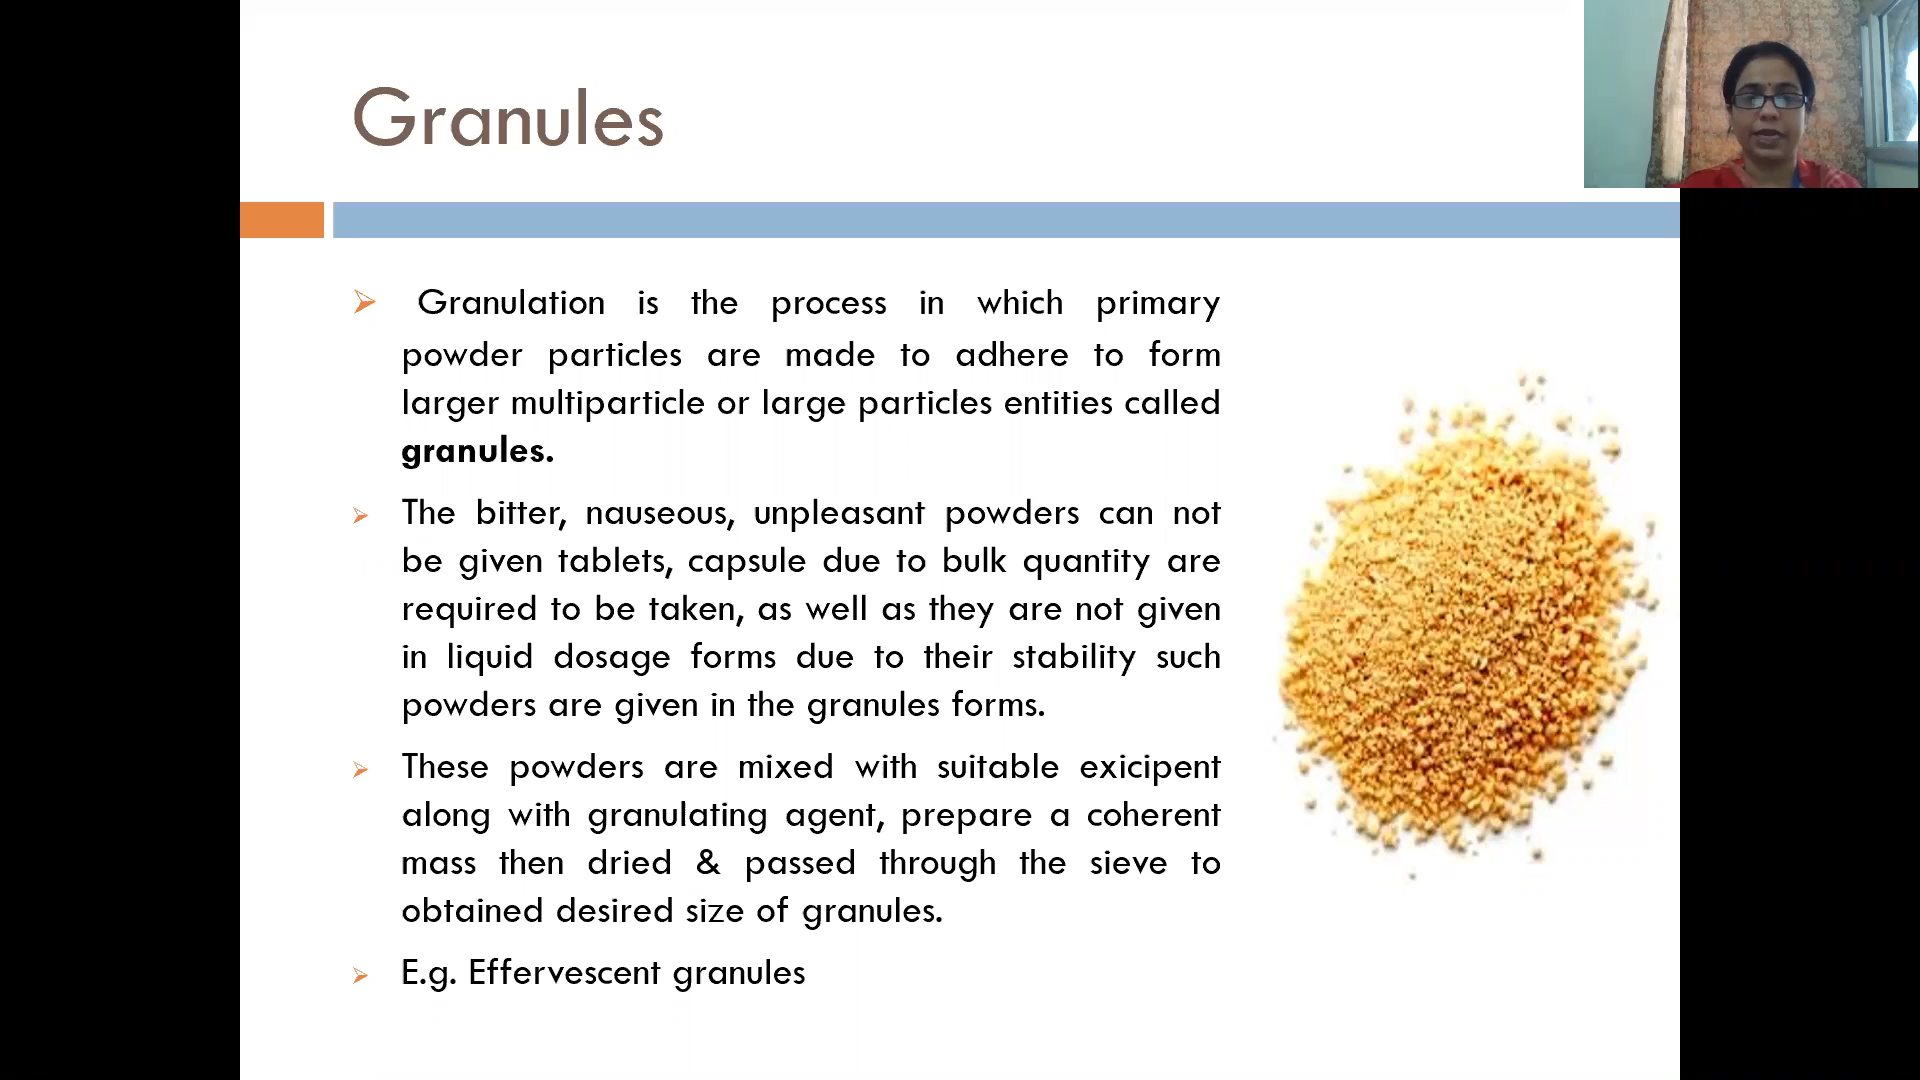 Granules
Granulation is the process in which primary
powder particles are made to adhere to form
larger multiparticle or large particles entities called
granules.
The bitter, nauseous, unpleasant powders can not
be given tablets, capsule due to bulk quantity are
required to be taken, as well as they are not given
in liquid dosage forms due to their stability such
powders are given in the granules forms.
These powders are mixed with suitable exicipent
along with granulating agent, prepare a coherent
mass then dried & passed through the sieve to
obtained desired size of granules.
E.g. Effervescent granules